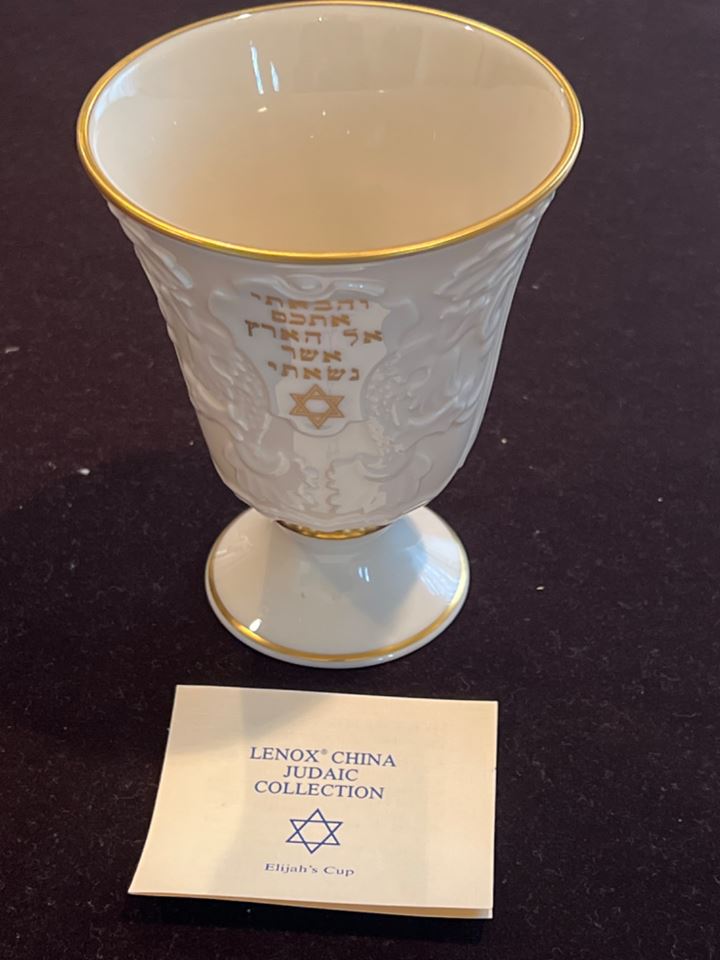 והבאתי
אתכם
אל הארץ
אשר
נשאתי
LENOX® CHINA
JUDAIC
COLLECTION
Elijah's Cup